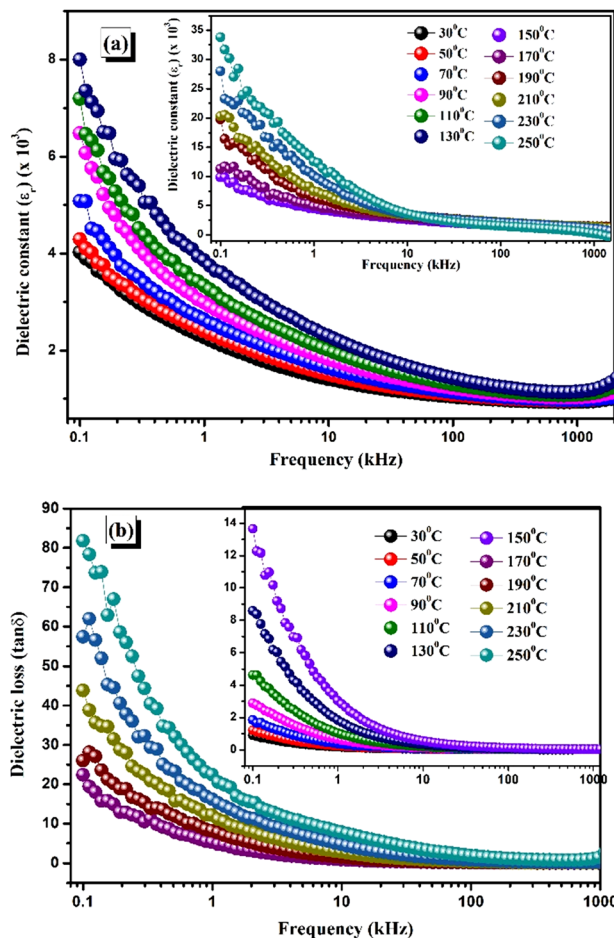 (a)
Dielectric constant (εr) (x 10³)
8
6
4
2
0.1 1 10 100 1000
Frequency (kHz)
Dielectric constant (εr) (x 10³)
35
30
25
20
15
10
5
0
0.1 1 10 100 1000
Frequency (kHz)
30⁰C 150⁰C
50⁰C 170⁰C
70⁰C 190⁰C
90⁰C 210⁰C
110⁰C 230⁰C
130⁰C 250⁰C
(b)
Dielectric loss (tanδ)
90
80
70
60
50
40
30
20
10
0
0.1 1 10 100 1000
Frequency (kHz)
14
12
10
8
6
4
2
0
0.1 1 10 100 1000
30⁰C 150⁰C
50⁰C 170⁰C
70⁰C 190⁰C
90⁰C 210⁰C
110⁰C 230⁰C
130⁰C 250⁰C